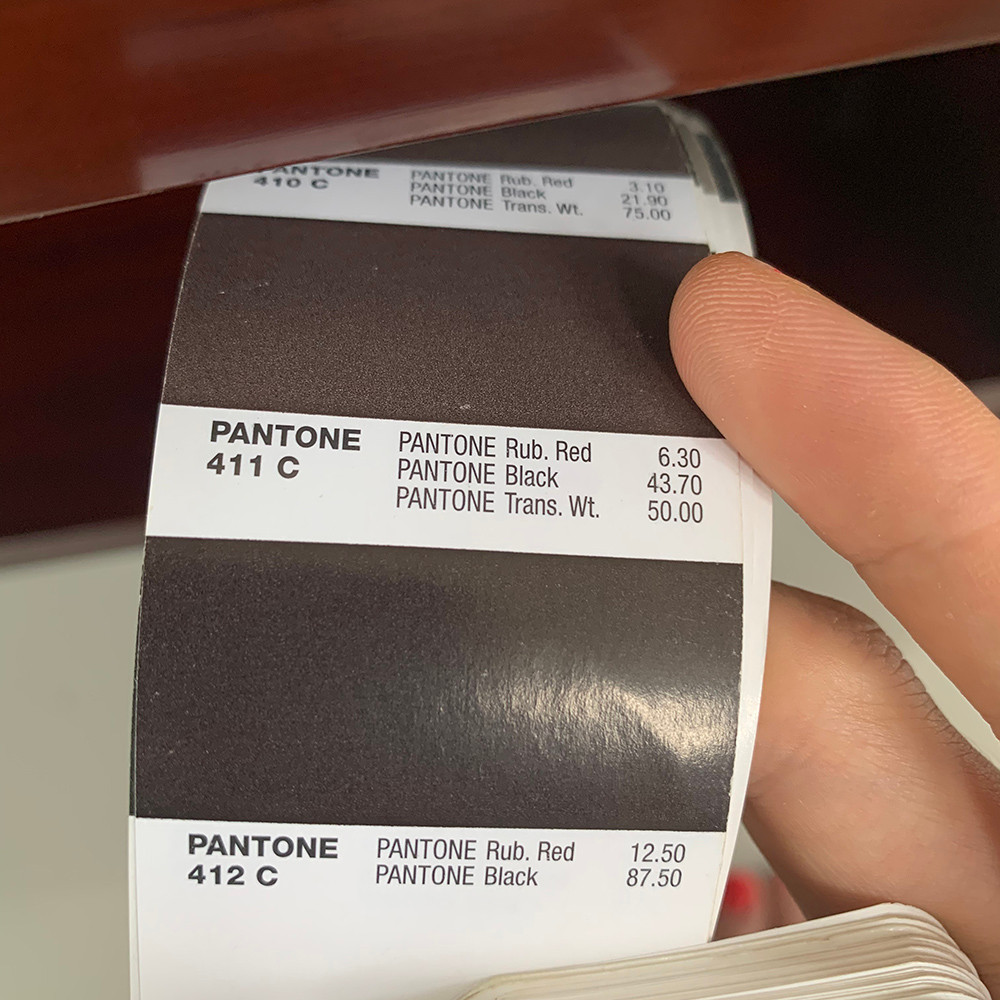 PANTONE PANTONE Rub. Red 3.10
410 C PANTONE Black 21.90
PANTONE Trans. Wt. 75.00
PANTONE PANTONE Rub. Red 6.30
411 C PANTONE Black 43.70
PANTONE Trans. Wt. 50.00
PANTONE PANTONE Rub. Red 12.50
412 C PANTONE Black 87.50